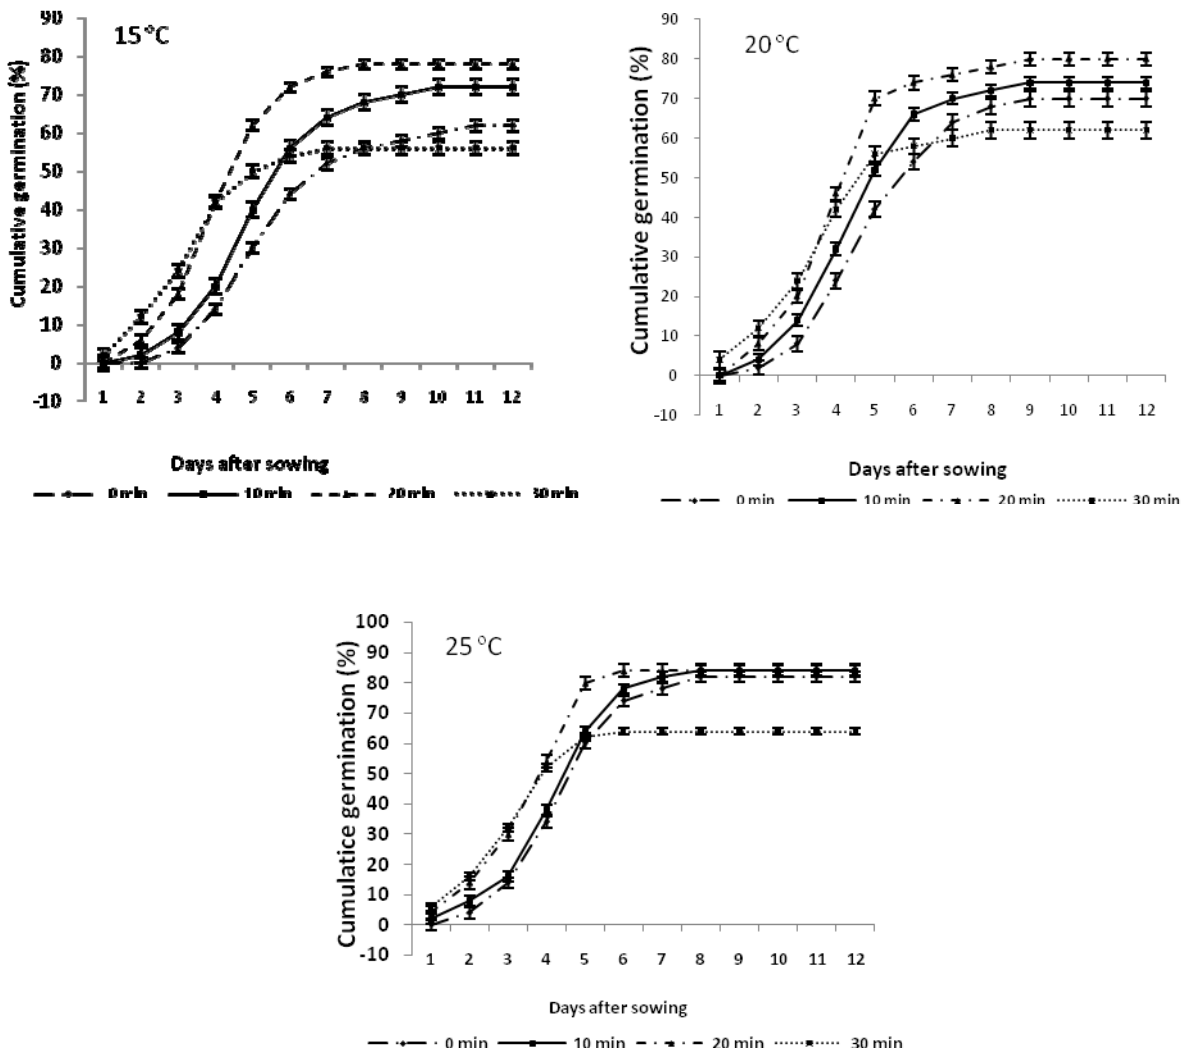 15 °C
Cumulative germination (%)
90
80
70
60
50
40
30
20
10
0
-10
1 2 3 4 5 6 7 8 9 10 11 12
Days after sowing
0 min 10 min 20 min 30 min
20 °C
Cumulative germination (%)
90
80
70
60
50
40
30
20
10
0
-10
1 2 3 4 5 6 7 8 9 10 11 12
Days after sowing
0 min 10 min 20 min 30 min
25 °C
Cumulatice germination (%)
100
90
80
70
60
50
40
30
20
10
0
-10
1 2 3 4 5 6 7 8 9 10 11 12
Days after sowing
0 min 10 min 20 min 30 min